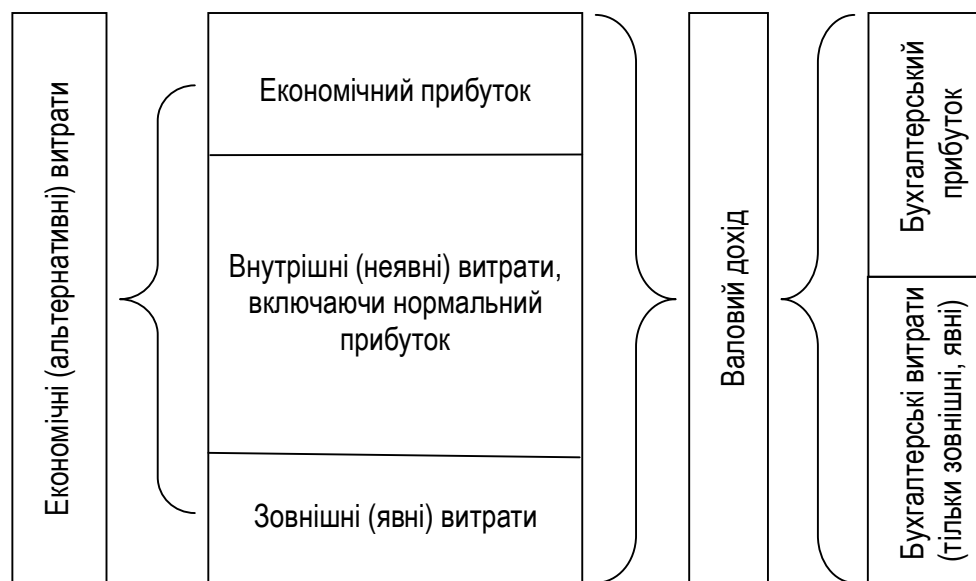 Економічні (альтернативні) витрати
Економічний прибуток
Внутрішні (неявні) витрати,
включаючи нормальний
прибуток
Зовнішні (явні) витрати
Валовий дохід
Бухгалтерський
прибуток
Бухгалтерські витрати
(тільки зовнішні, явні)